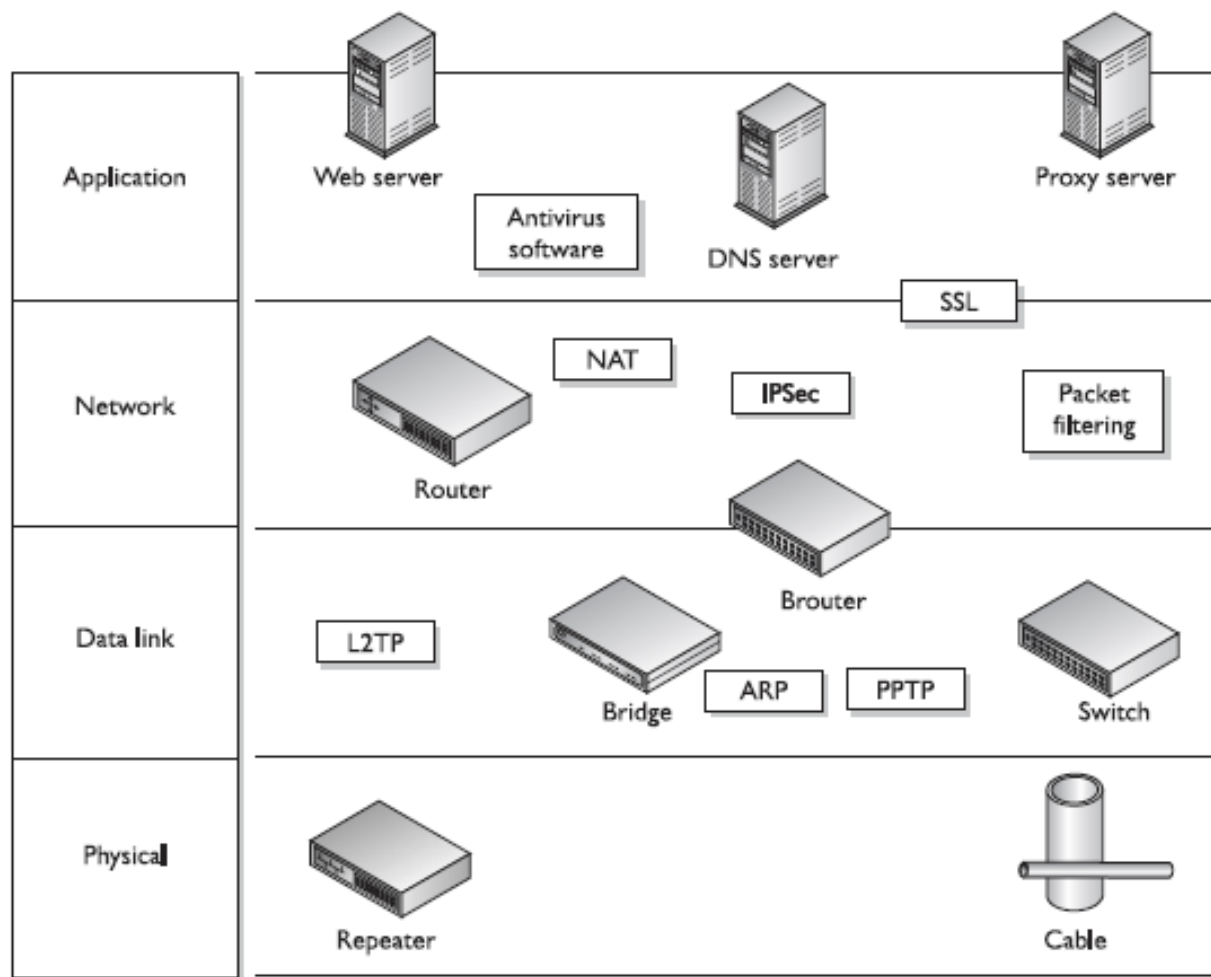 Application
Web server
Proxy server
Antivirus
software
DNS server
SSL
Network
NAT
IPSec
Packet
filtering
Router
Data link
Brouter
L2TP
Bridge
ARP
PPTP
Switch
Physical
Repeater
Cable